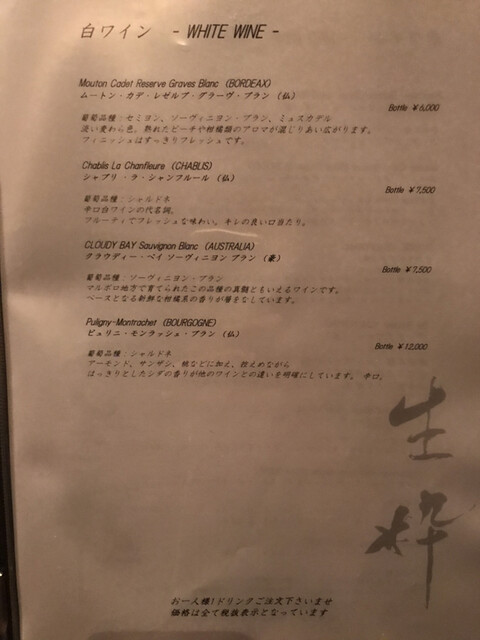 白ワイン - WHITE WINE -
Mouton Cadet Reserve Graves Blanc (BORDEAX)
ムートン・カデ・レゼルブ・グラーヴ・ブラン (仏)
Bottle ¥6,000
葡萄品種：セミヨン、ソーヴィニヨン・ブラン、ミュスカデル
淡い麦わら色。熟れたピーチや柑橘類のアロマが混じりあい広がります。
フィニッシュはすっきりフレッシュです。
Chablis La Chanfleure (CHABLIS)
シャブリ・ラ・シャンフルール (仏)
Bottle ¥7,500
葡萄品種：シャルドネ
辛口白ワインの代名詞。
フルーティでフレッシュな味わい。キレの良い口当たり。
CLOUDY BAY Sauvignon Blanc (AUSTRALIA)
クラウディー・ベイ ソーヴィニヨン ブラン (豪)
Bottle ¥7,500
葡萄品種：ソーヴィニヨン・ブラン
マルボロ地方で育てられたこの品種の真髄ともいえるワインです。
ベースとなる新鮮な柑橘系の香りが層をなしています。
Puligny-Montrachet (BOURGOGNE)
ピュリニ・モンラッシェ・ブラン (仏)
Bottle ¥12,000
葡萄品種：シャルドネ
アーモンド、サンザシ、桃などに加え、控えめながら
はっきりとしたシダの香りが他のワインとの違いを明確にしています。 辛口。
生
粋
お一人様1ドリンクご注文下さいませ
価格は全て税抜表示となっています